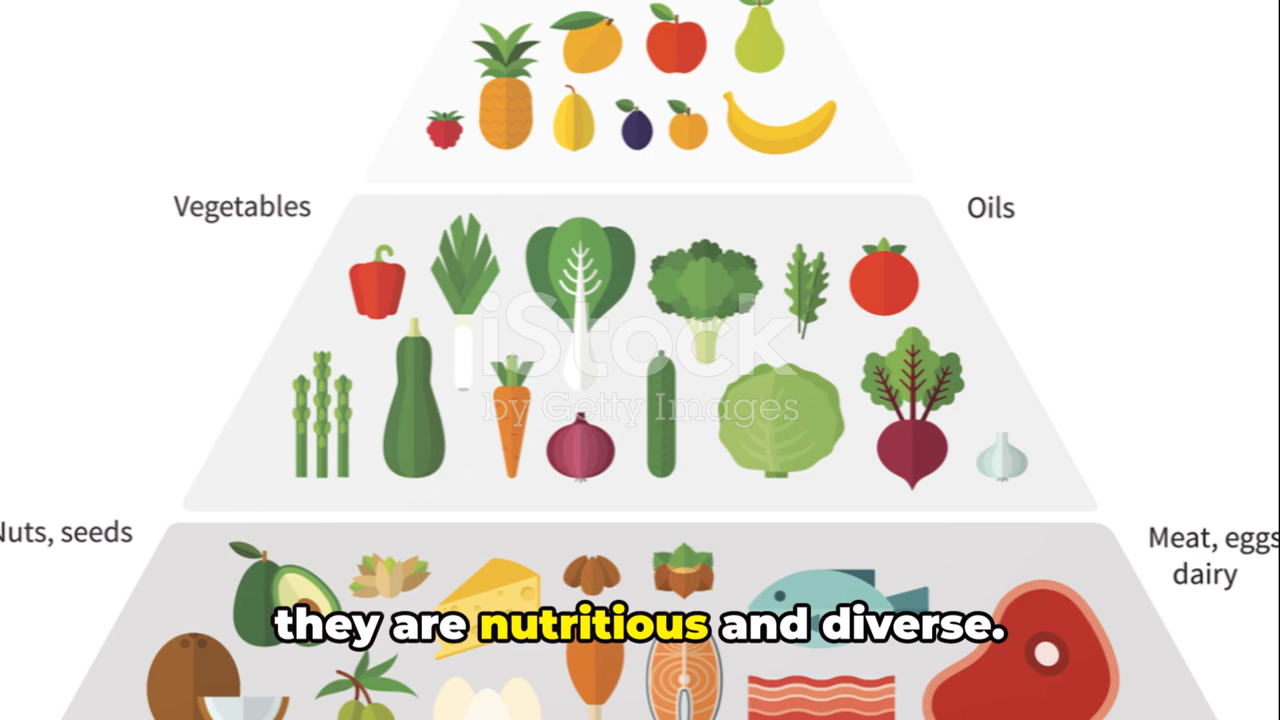 Vegetables
Oils
iStock
by Getty Images
Nuts, seeds
Meat, eggs
dairy
they are nutritious and diverse.